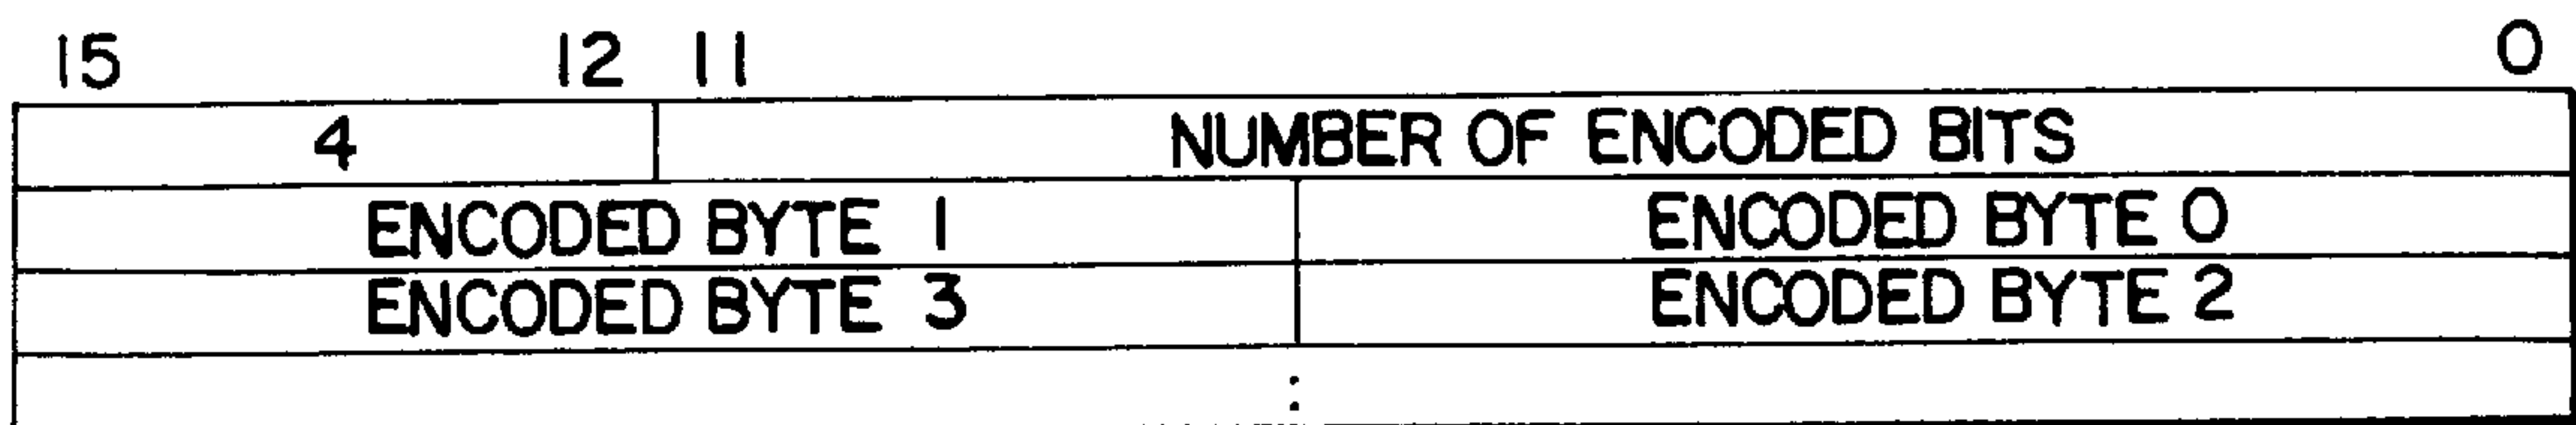 15 12 11 0
4 NUMBER OF ENCODED BITS
ENCODED BYTE 1 ENCODED BYTE 0
ENCODED BYTE 3 ENCODED BYTE 2
: